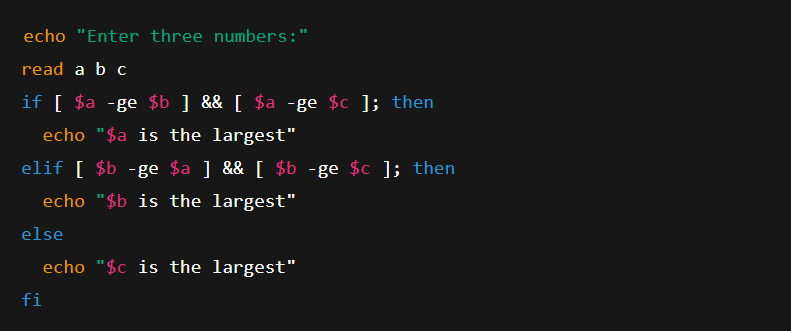 echo "Enter three numbers:"
read a b c
if [ $a -ge $b ] && [ $a -ge $c ]; then
  echo "$a is the largest"
elif [ $b -ge $a ] && [ $b -ge $c ]; then
  echo "$b is the largest"
else
  echo "$c is the largest"
fi